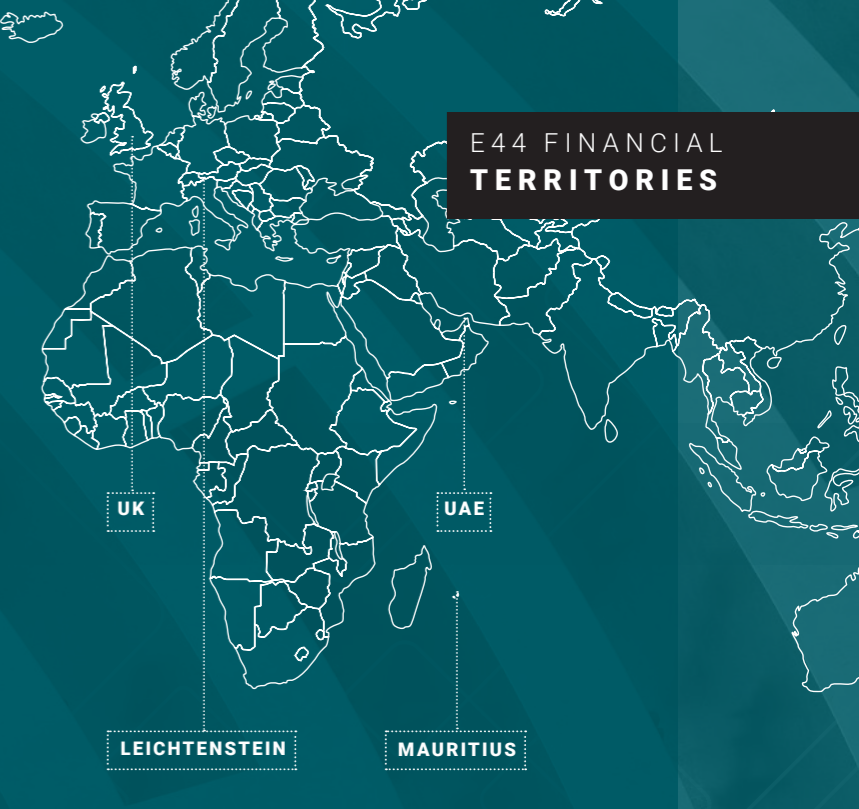 E44 FINANCIAL
TERRITORIES
UK
UAE
LEICHTENSTEIN
MAURITIUS